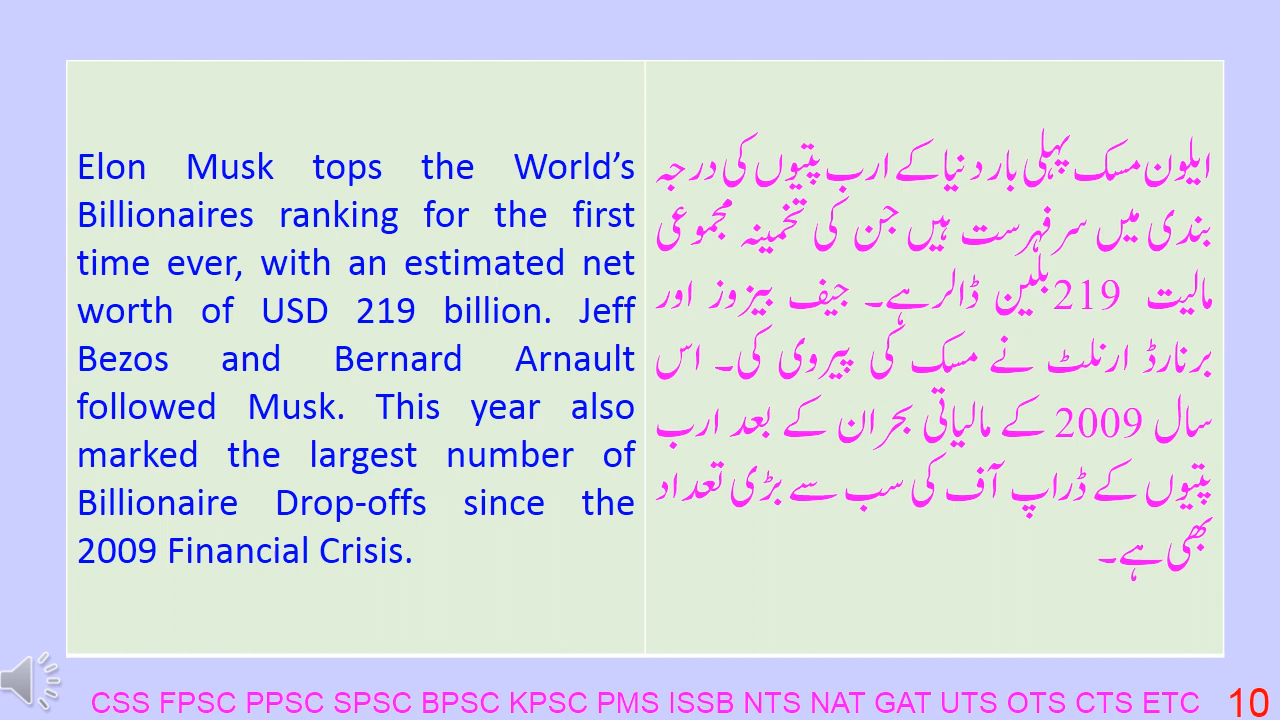 Elon Musk tops the World’s
Billionaires ranking for the first
time ever, with an estimated net
worth of USD 219 billion. Jeff
Bezos and Bernard Arnault
followed Musk. This year also
marked the largest number of
Billionaire Drop-offs since the
2009 Financial Crisis.
ایلون مسک پہلی بار دنیا کے ارب پتیوں کی درجہ
بندی میں سرفہرست ہیں جن کی تخمینہ مجموعی
مالیت 219 بلین ڈالر ہے۔ جیف بیزوز اور
برنارڈ ارنلٹ نے مسک کی پیروی کی۔ اس
سال 2009 کے مالیاتی بحران کے بعد ارب
پتیوں کے ڈراپ آف کی سب سے بڑی تعداد
بھی ہے۔
CSS FPSC PPSC SPSC BPSC KPSC PMS ISSB NTS NAT GAT UTS OTS CTS ETC 10